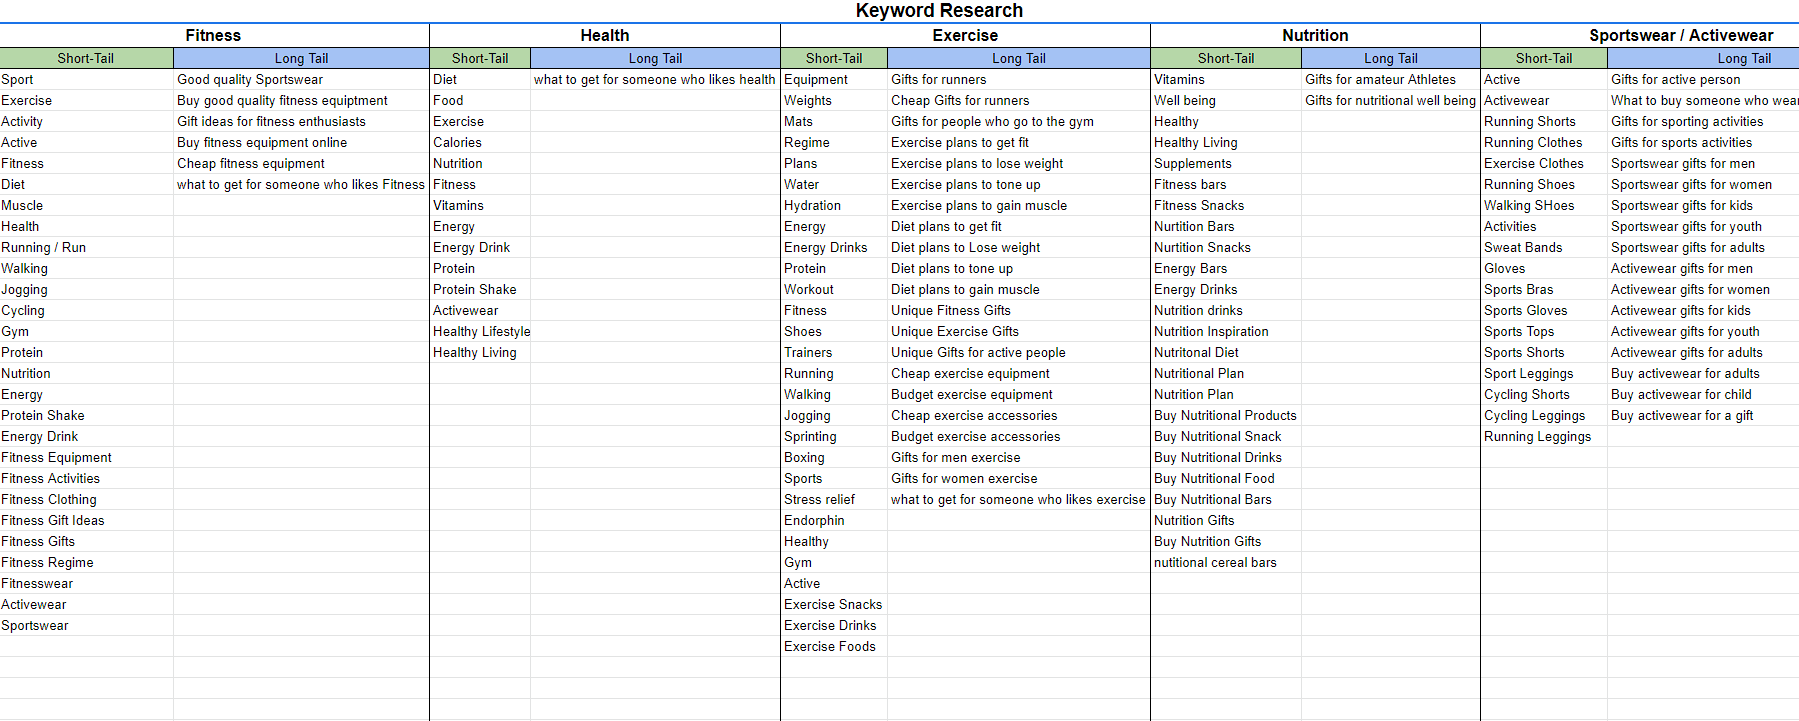 Keyword Research
Fitness Health Exercise Nutrition Sportswear / Activewear
Short-Tail Long Tail Short-Tail Long Tail Short-Tail Long Tail Short-Tail Long Tail Short-Tail Long Tail
Sport Good quality Sportswear Diet what to get for someone who likes health Equipment Gifts for runners Vitamins Gifts for amateur Athletes Active Gifts for active person
Exercise Buy good quality fitness equiptment Food Weights Cheap Gifts for runners Well being Gifts for nutritional well being Activewear What to buy someone who wear
Activity Gift ideas for fitness enthusiasts Exercise Mats Gifts for people who go to the gym Healthy Running Shorts Gifts for sporting activities
Active Buy fitness equipment online Calories Regime Exercise plans to get fit Healthy Living Running Clothes Gifts for sports activities
Fitness Cheap fitness equipment Nutrition Plans Exercise plans to lose weight Supplements Exercise Clothes Sportswear gifts for men
Diet what to get for someone who likes Fitness Fitness Water Exercise plans to tone up Fitness bars Running Shoes Sportswear gifts for women
Muscle Vitamins Hydration Exercise plans to gain muscle Fitness Snacks Walking SHoes Sportswear gifts for kids
Health Energy Energy Diet plans to get fit Nurtition Bars Activities Sportswear gifts for youth
Running / Run Energy Drink Energy Drinks Diet plans to Lose weight Nurtition Snacks Sweat Bands Sportswear gifts for adults
Walking Protein Protein Diet plans to tone up Energy Bars Gloves Activewear gifts for men
Jogging Protein Shake Workout Diet plans to gain muscle Energy Drinks Sports Bras Activewear gifts for women
Cycling Activewear Fitness Unique Fitness Gifts Nutrition drinks Sports Gloves Activewear gifts for kids
Gym Healthy Lifestyle Shoes Unique Exercise Gifts Nutrition Inspiration Sports Tops Activewear gifts for youth
Protein Healthy Living Trainers Unique Gifts for active people Nutritonal Diet Sports Shorts Activewear gifts for adults
Nutrition Running Cheap exercise equipment Nutritional Plan Sport Leggings Buy activewear for adults
Energy Walking Budget exercise equipment Nutrition Plan Cycling Shorts Buy activewear for child
Protein Shake Jogging Cheap exercise accessories Buy Nutritional Products Cycling Leggings Buy activewear for a gift
Energy Drink Sprinting Budget exercise accessories Buy Nutritional Snack Running Leggings
Fitness Equipment Boxing Gifts for men exercise Buy Nutritional Drinks
Fitness Activities Sports Gifts for women exercise Buy Nutritional Food
Fitness Clothing Stress relief what to get for someone who likes exercise Buy Nutritional Bars
Fitness Gift Ideas Endorphin Nutrition Gifts
Fitness Gifts Healthy Buy Nutrition Gifts
Fitness Regime Gym nutitional cereal bars
Fitnesswear Active
Activewear Exercise Snacks
Sportswear Exercise Drinks
Exercise Foods